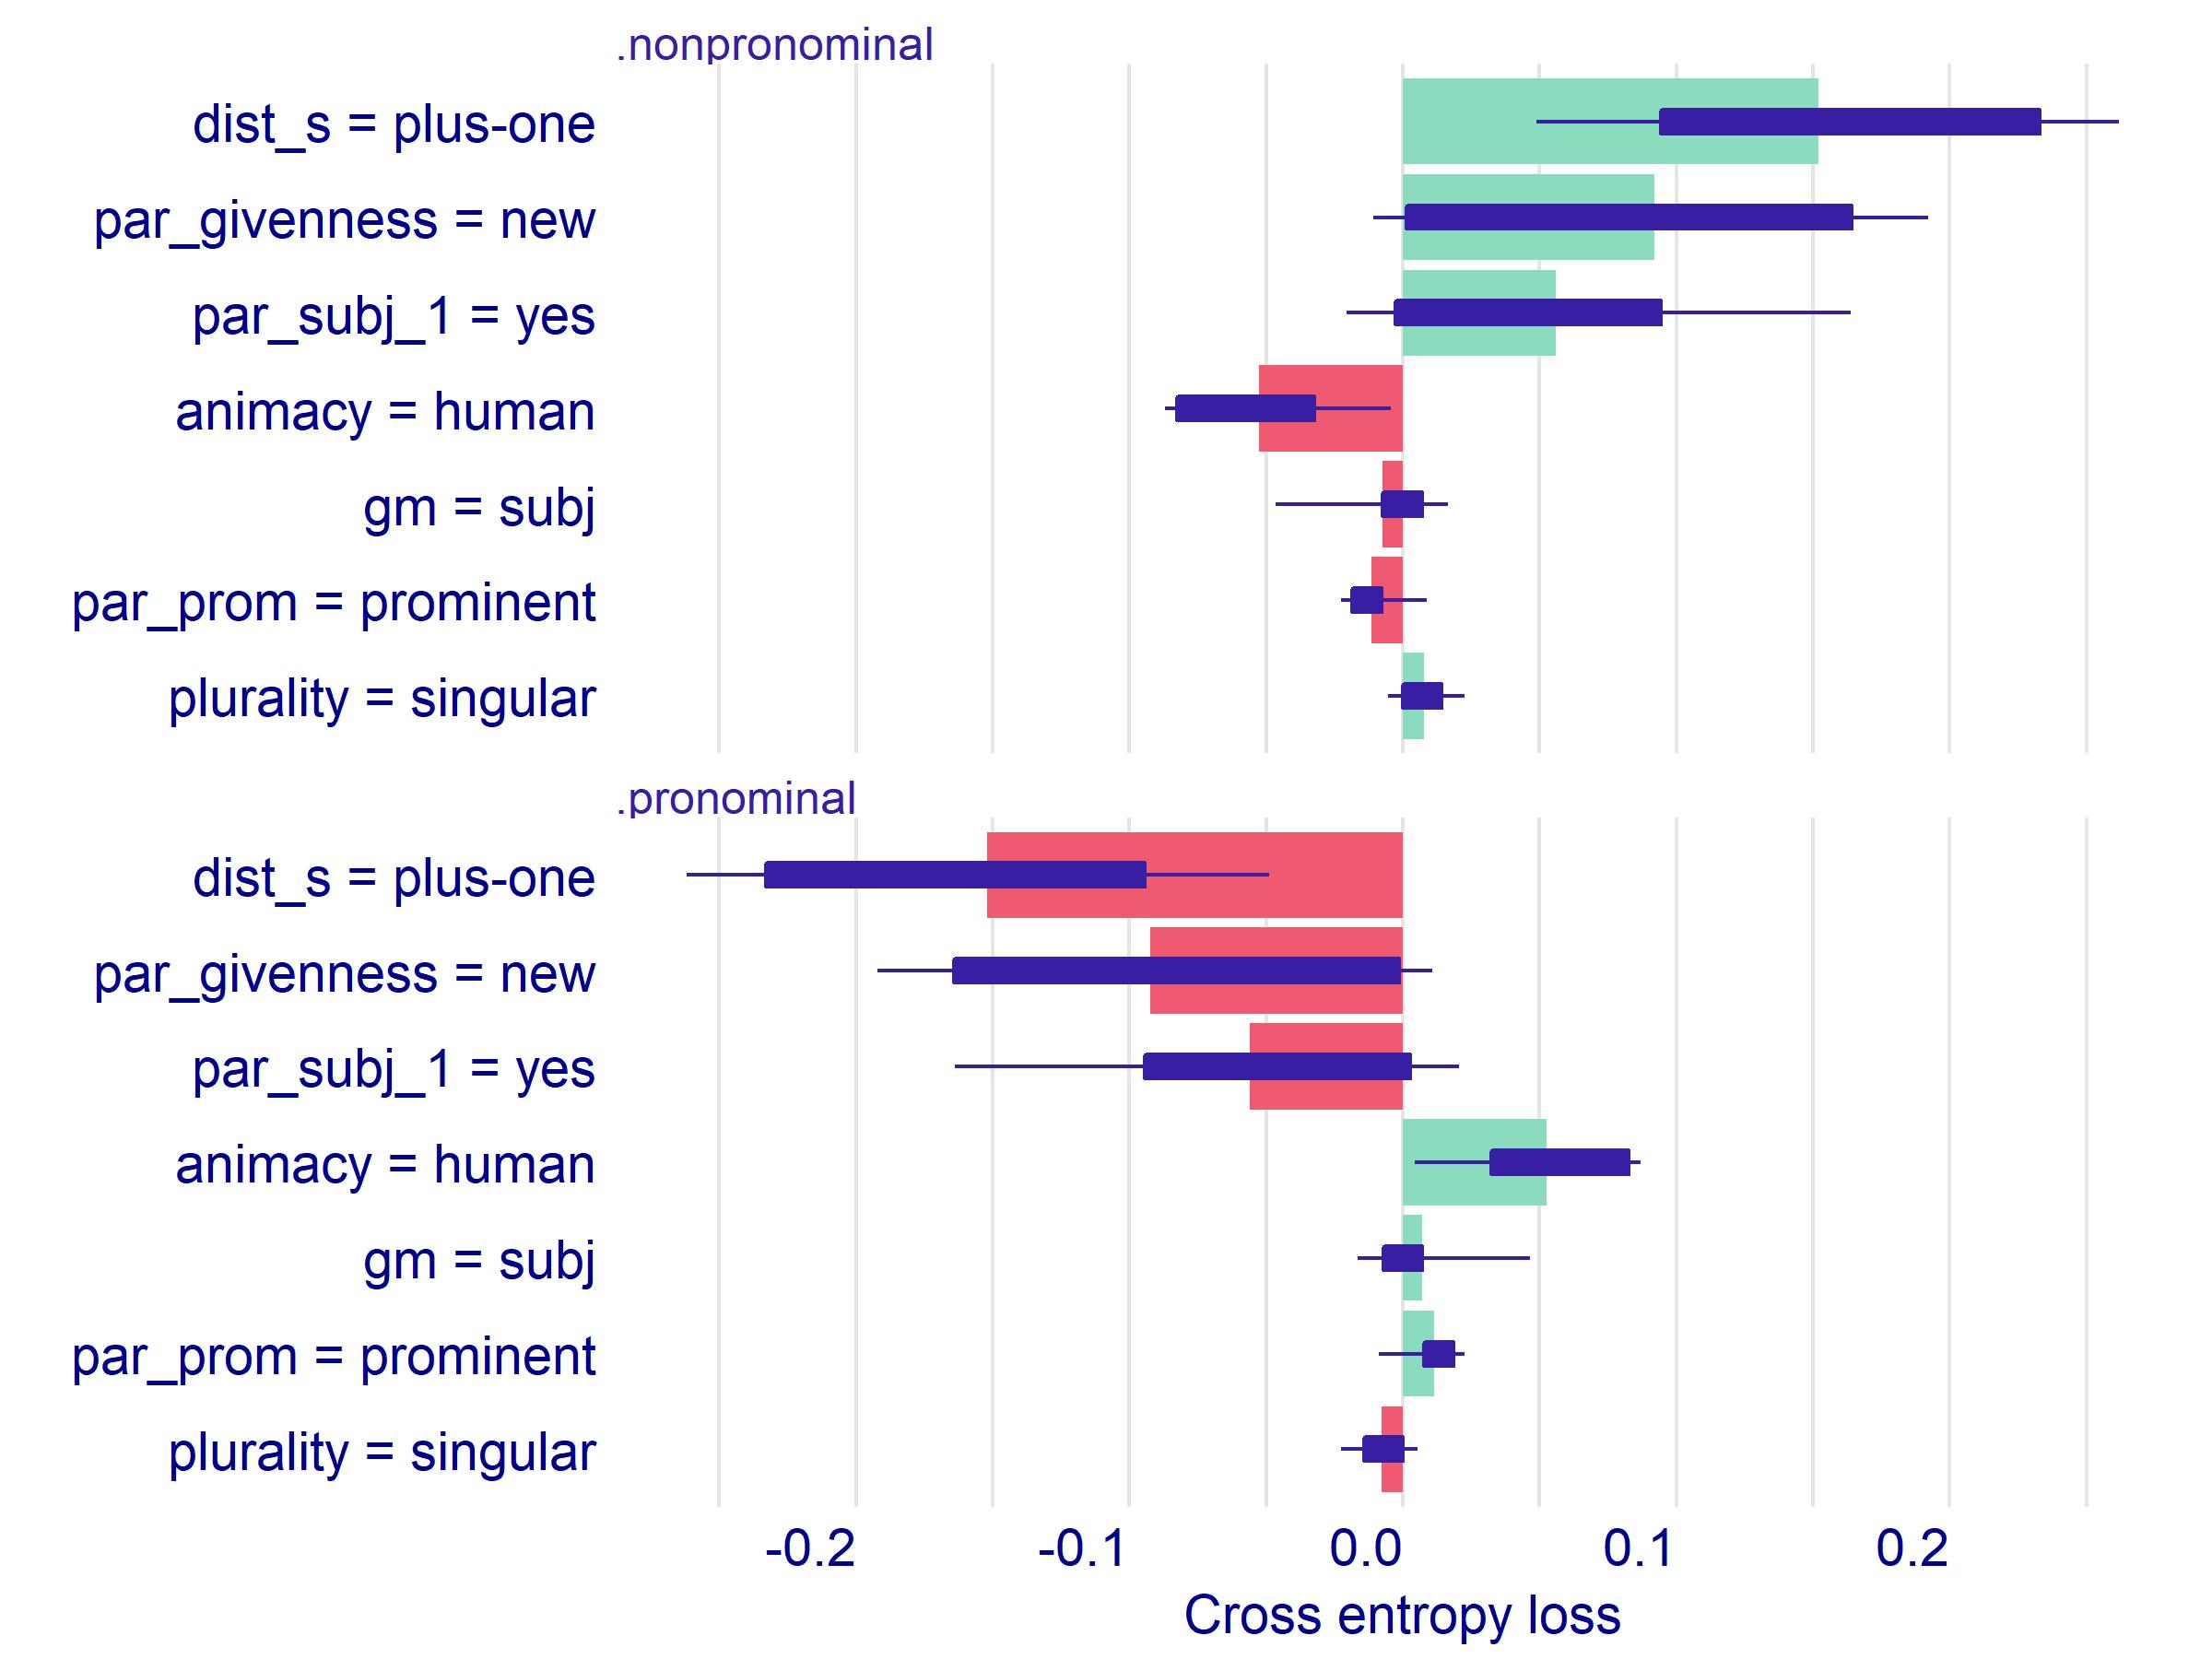 .nonpronominal
dist_s = plus-one
par_givenness = new
par_subj_1 = yes
animacy = human
gm = subj
par_prom = prominent
plurality = singular
.pronominal
dist_s = plus-one
par_givenness = new
par_subj_1 = yes
animacy = human
gm = subj
par_prom = prominent
plurality = singular
-0.2 -0.1 0.0 0.1 0.2
Cross entropy loss